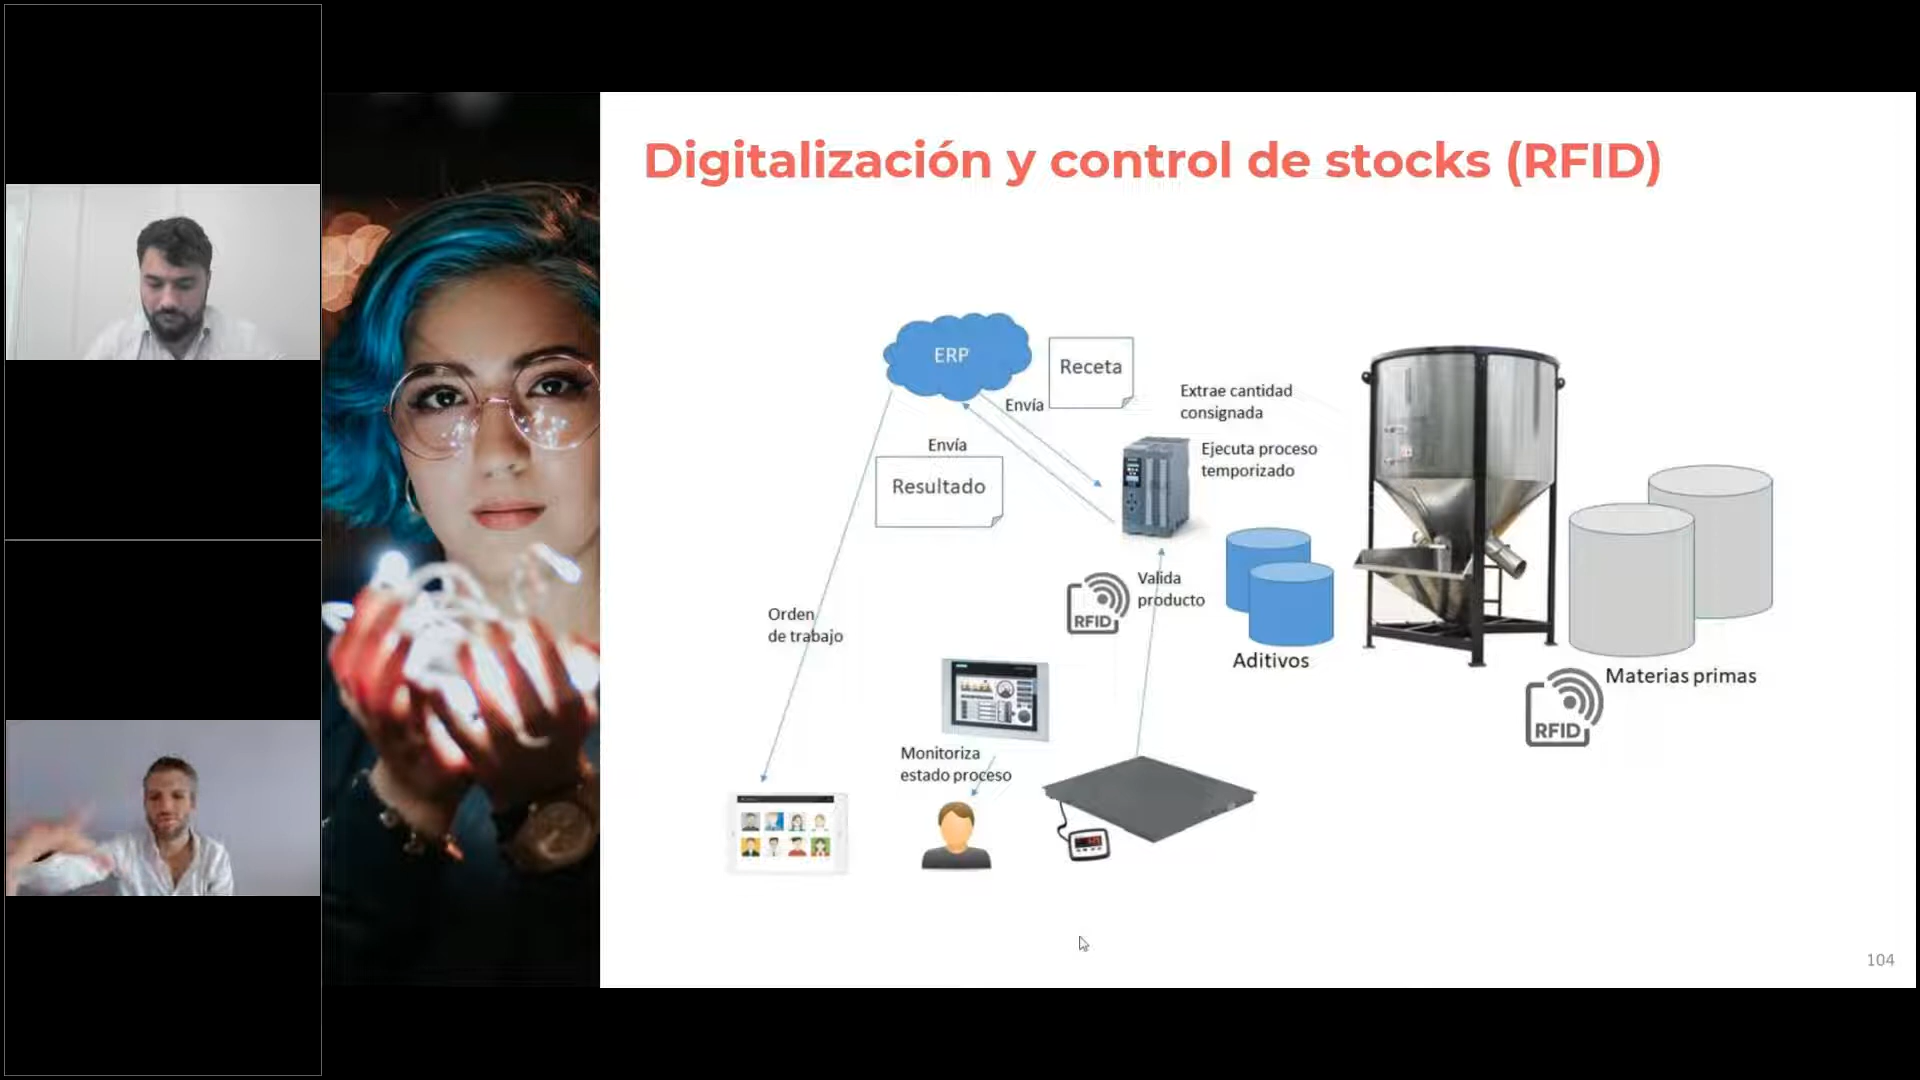 Digitalización y control de stocks (RFID)
ERP
Receta
Envía
Extrae cantidad
consignada
Envía
Resultado
Ejecuta proceso
temporizado
Orden
de trabajo
RFID
Valida
producto
Aditivos
Materias primas
RFID
Monitoriza
estado proceso
104